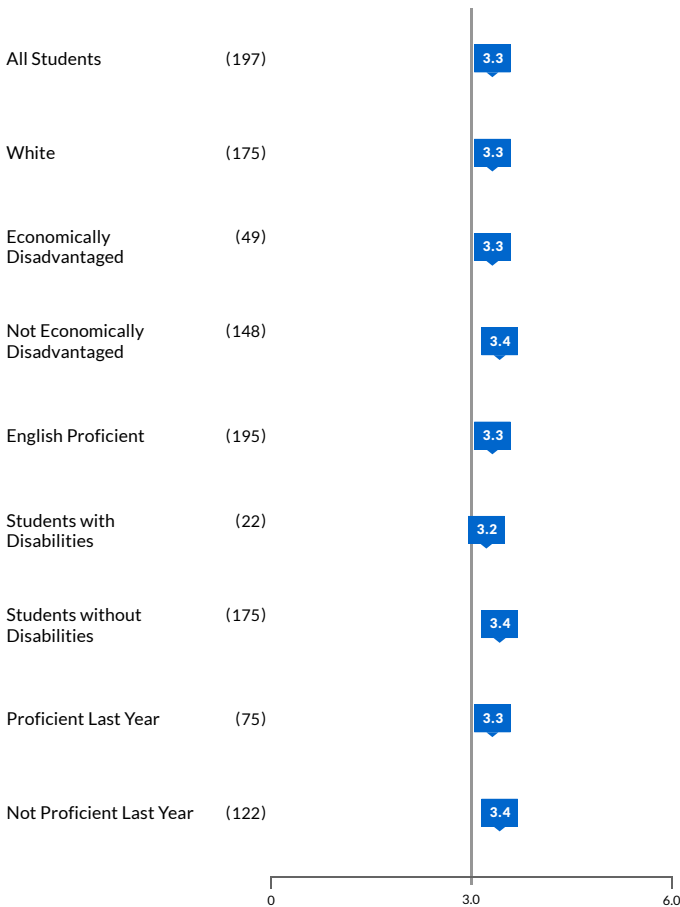 All Students (197) 3.3
White (175) 3.3
Economically (49)
Disadvantaged 3.3
Not Economically (148)
Disadvantaged 3.4
English Proficient (195) 3.3
Students with (22)
Disabilities 3.2
Students without (175)
Disabilities 3.4
Proficient Last Year (75) 3.3
Not Proficient Last Year (122) 3.4
0 3.0 6.0